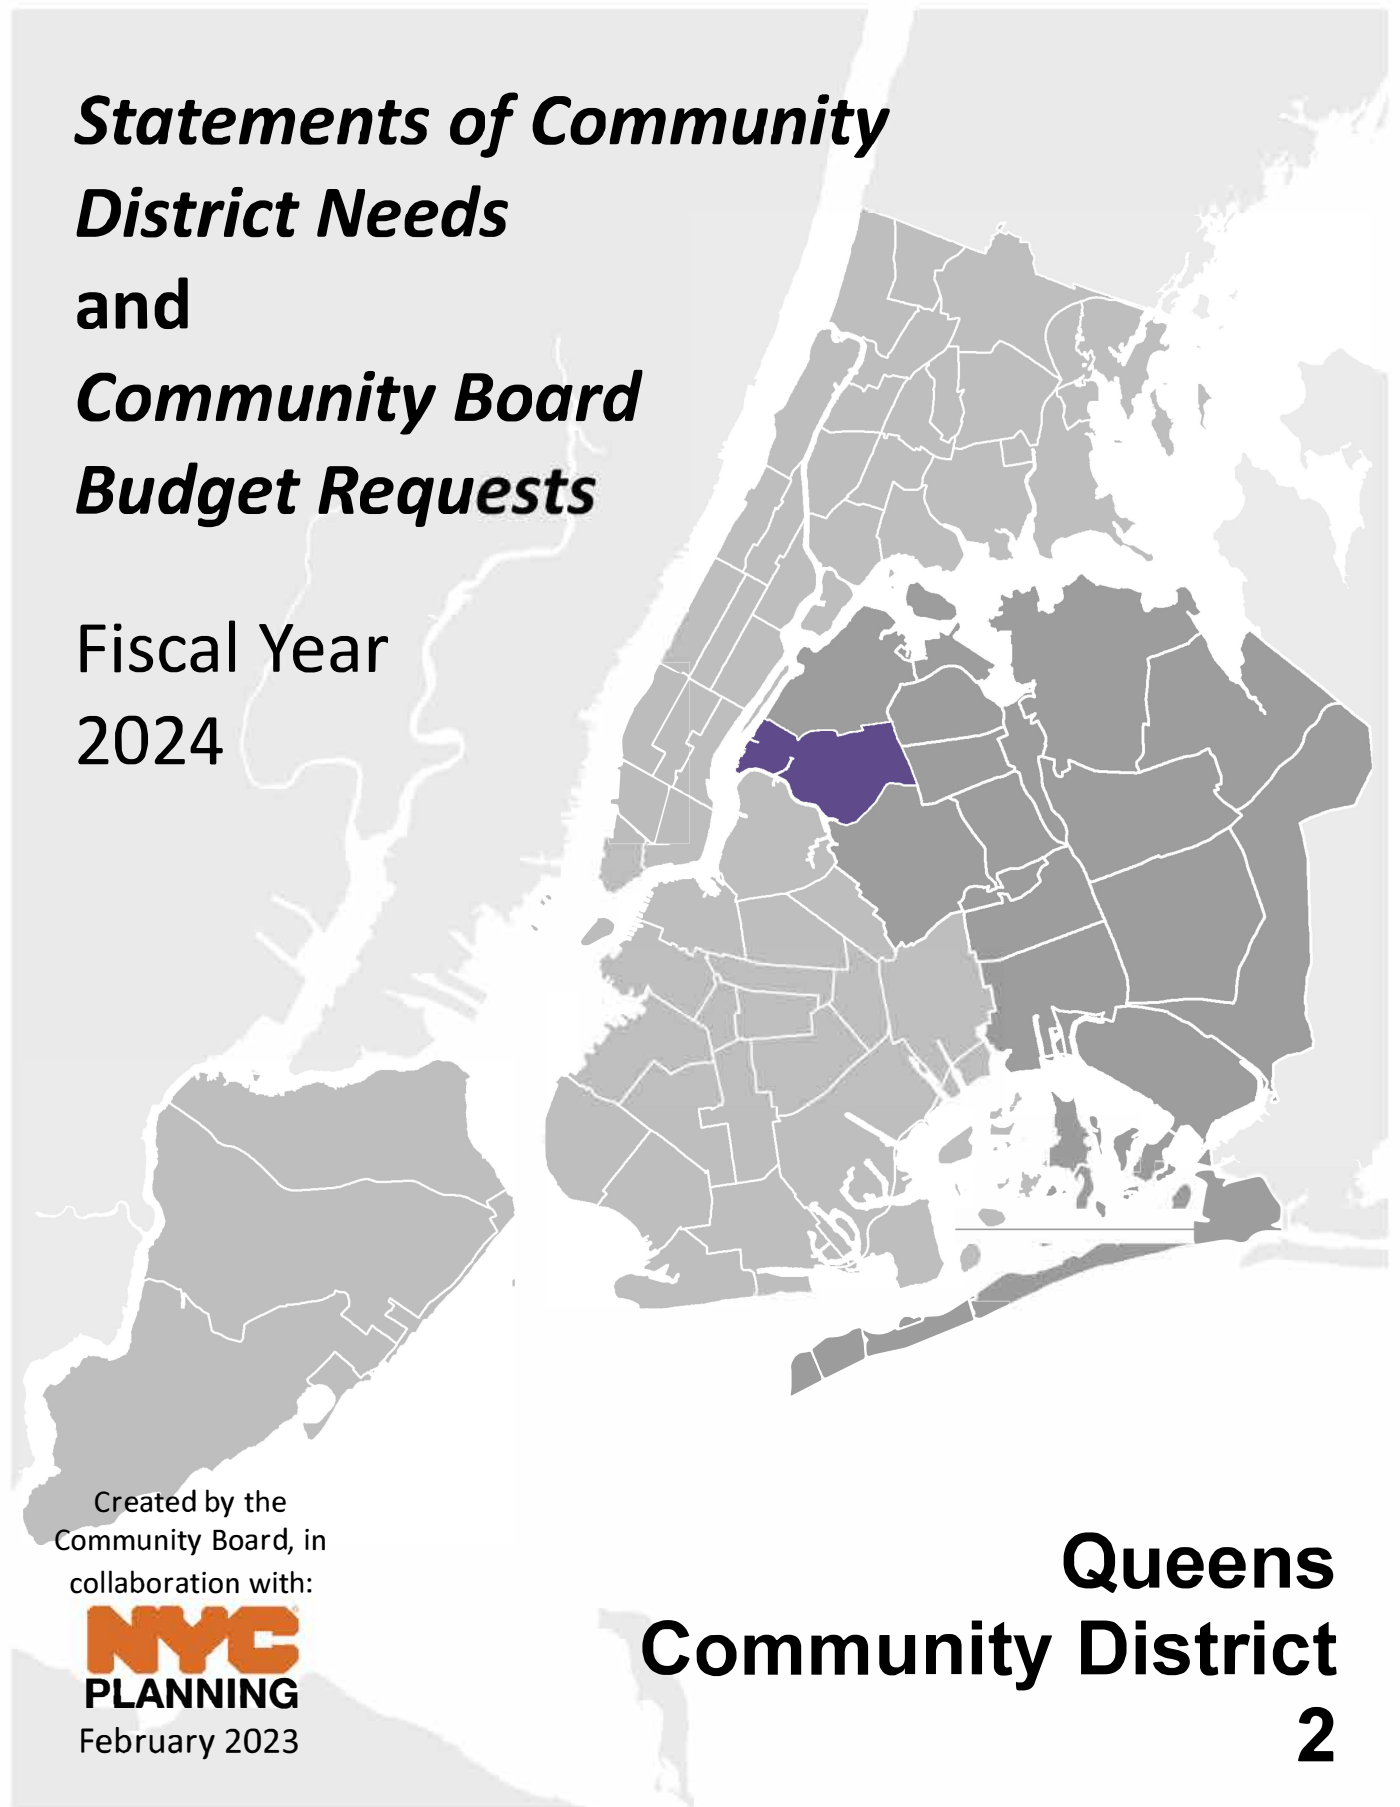 Statements of Community
District Needs
and
Community Board
Budget Requests
Fiscal Year
2024
Created by the
Community Board, in
collaboration with:
NYC
PLANNING
February 2023
Queens
Community District
2